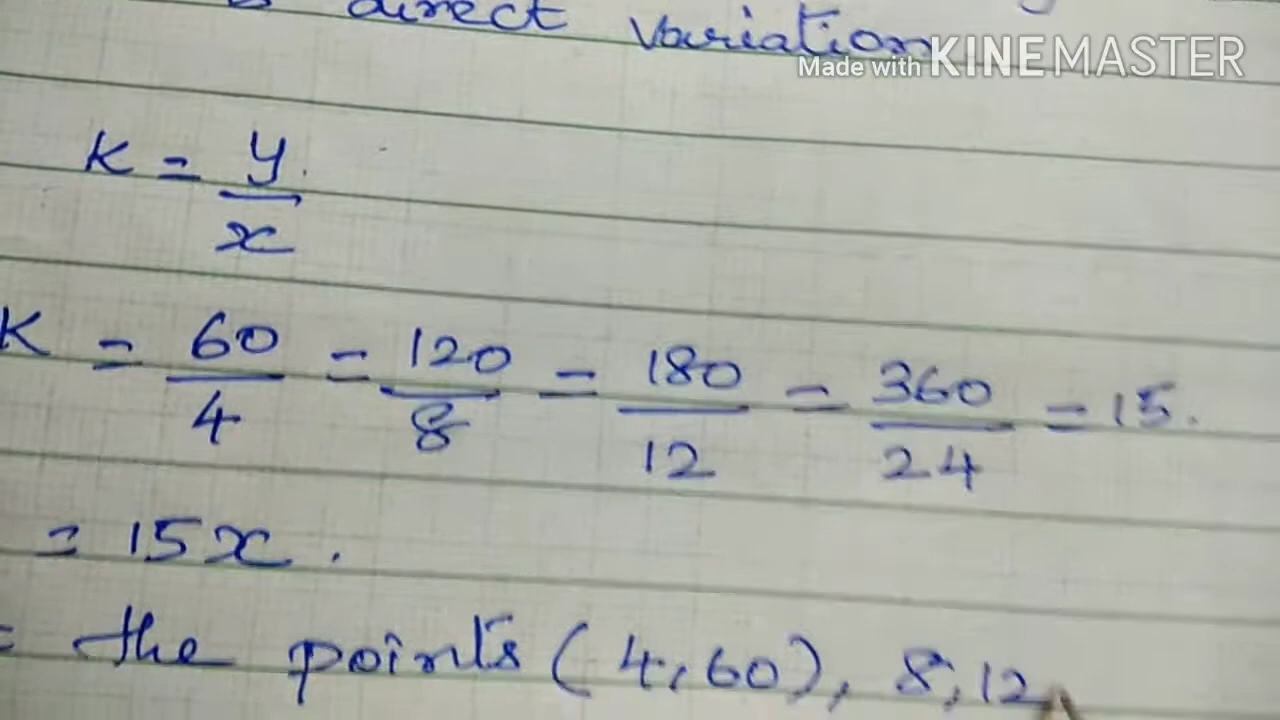 direct variation
Made with KINEMASTER
K = y/x
K = 60/4 = 120/8 = 180/12 = 360/24 = 15.
= 15x.
= the points (4,60), 8,12